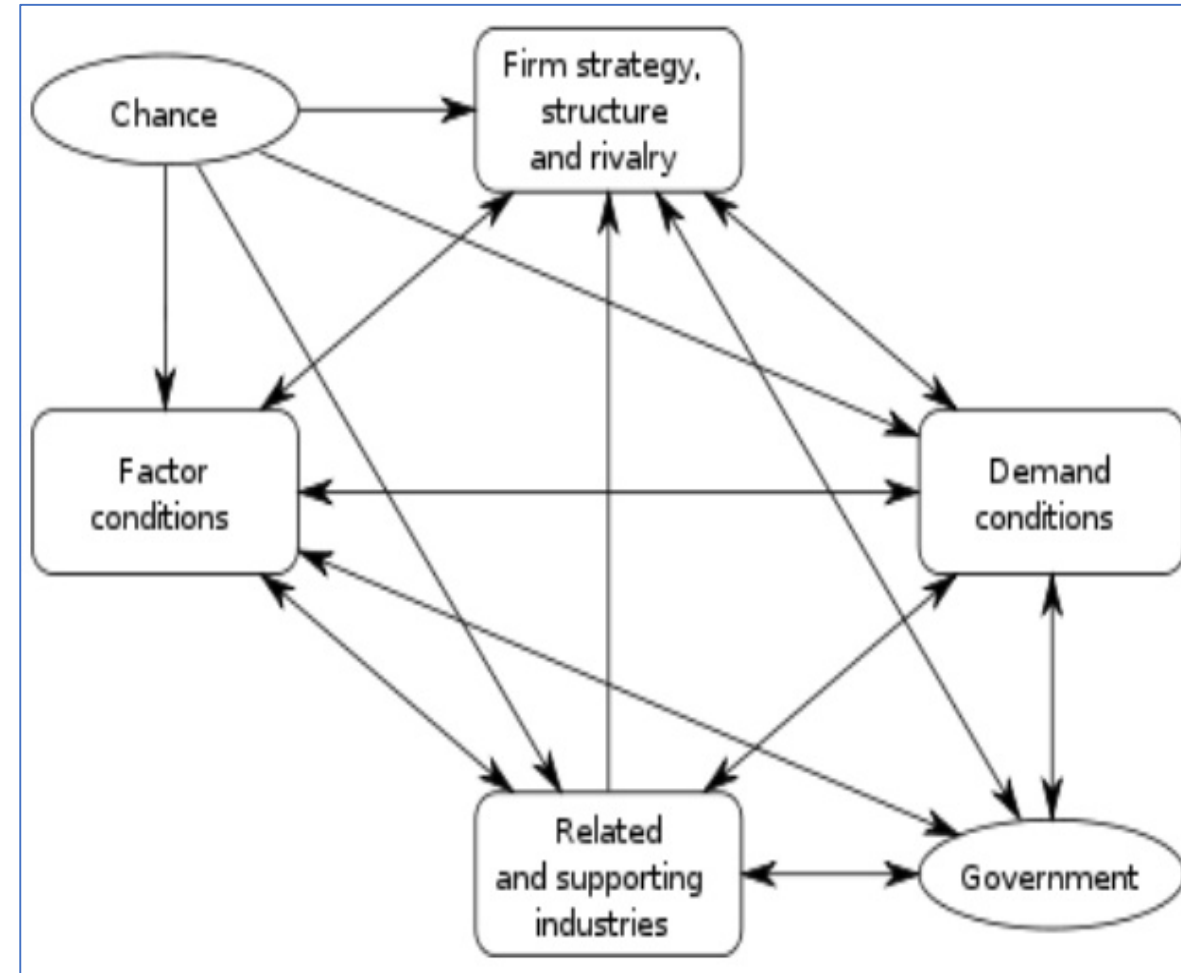 Firm strategy,
structure
and rivalry
Chance
Factor
conditions
Demand
conditions
Related
and supporting
industries
Government